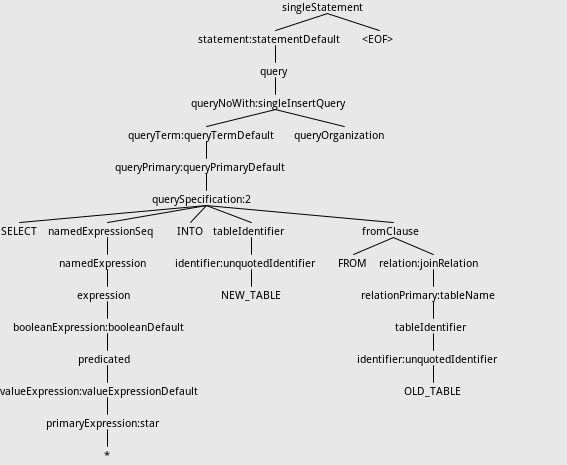 singleStatement
statement:statementDefault <EOF>
query
queryNoWith:singleInsertQuery
queryTerm:queryTermDefault queryOrganization
queryPrimary:queryPrimaryDefault
querySpecification:2
SELECT namedExpressionSeq INTO tableIdentifier fromClause
namedExpression identifier:unquotedIdentifier FROM relation:joinRelation
expression NEW_TABLE relationPrimary:tableName
booleanExpression:booleanDefault tableIdentifier
predicated identifier:unquotedIdentifier
valueExpression:valueExpressionDefault OLD_TABLE
primaryExpression:star
*